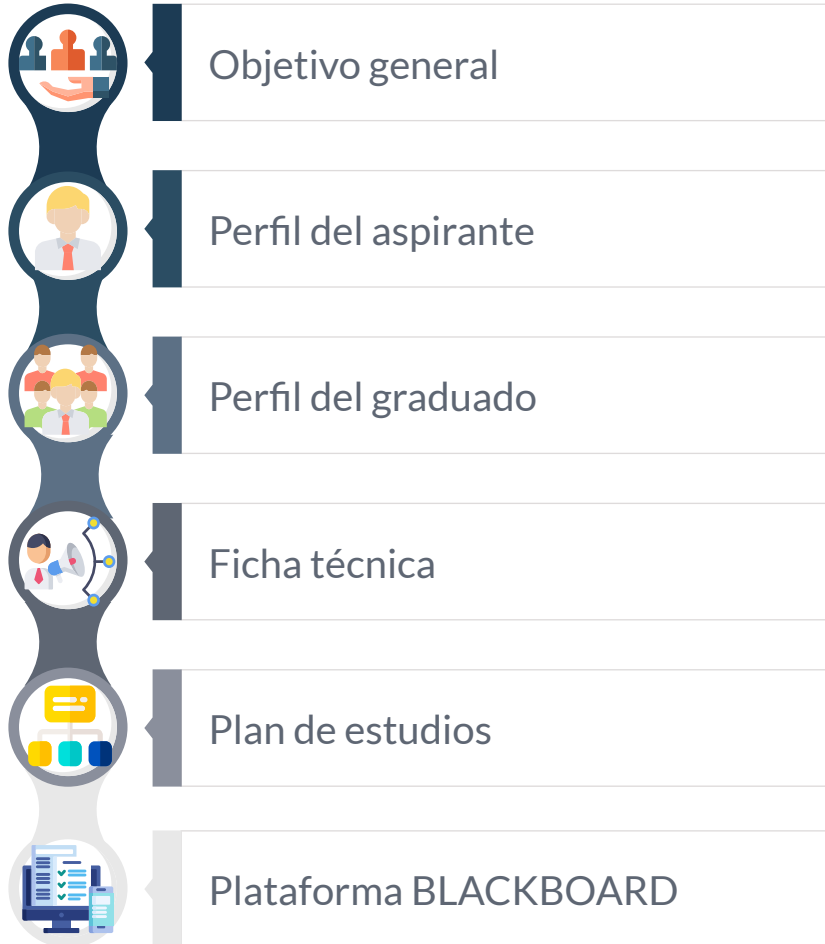 Objetivo general
Perfil del aspirante
Perfil del graduado
Ficha técnica
Plan de estudios
Plataforma BLACKBOARD